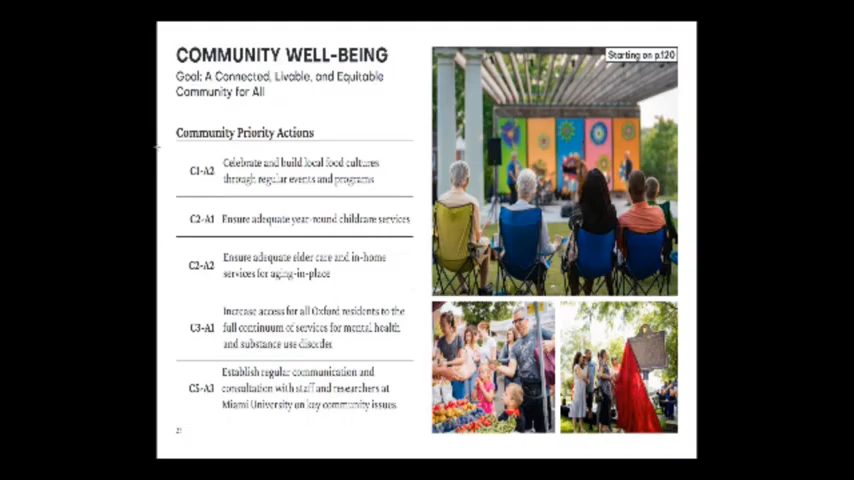 COMMUNITY WELL-BEING
Goal: A Connected, Livable, and Equitable
Community for All
Community Priority Actions
C1-A2 Celebrate and build local food cultures
through regular events and programs
C2-A1 Ensure adequate year-round childcare services
C2-A2 Ensure adequate elder care and in-home
services for aging-in-place
C3-A1 Increase access for all Oxford residents to the
full continuum of services for mental health
and substance use disorder
C5-A3 Establish regular communication and
consultation with staff and researchers at
Miami University on key community issues
Starting on p.120